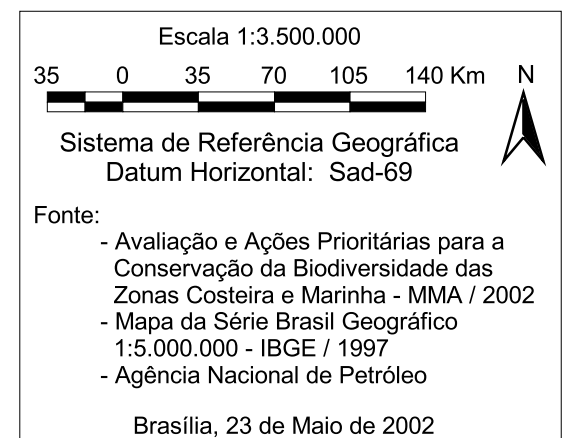 Escala 1:3.500.000
35 0 35 70 105 140 Km N
Sistema de Referência Geográfica
Datum Horizontal: Sad-69
Fonte:
- Avaliação e Ações Prioritárias para a
Conservação da Biodiversidade das
Zonas Costeira e Marinha - MMA / 2002
- Mapa da Série Brasil Geográfico
1:5.000.000 - IBGE / 1997
- Agência Nacional de Petróleo
Brasília, 23 de Maio de 2002